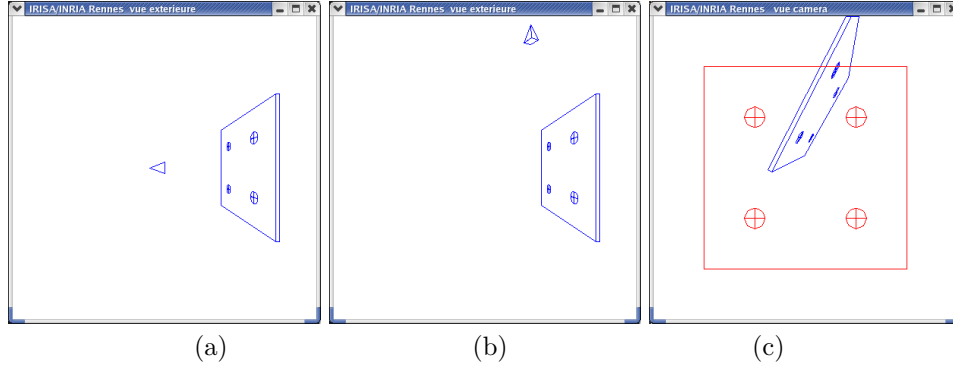 IRISA/INRIA Rennes vue exterieure
IRISA/INRIA Rennes vue exterieure
IRISA/INRIA Rennes vue camera
(a)
(b)
(c)